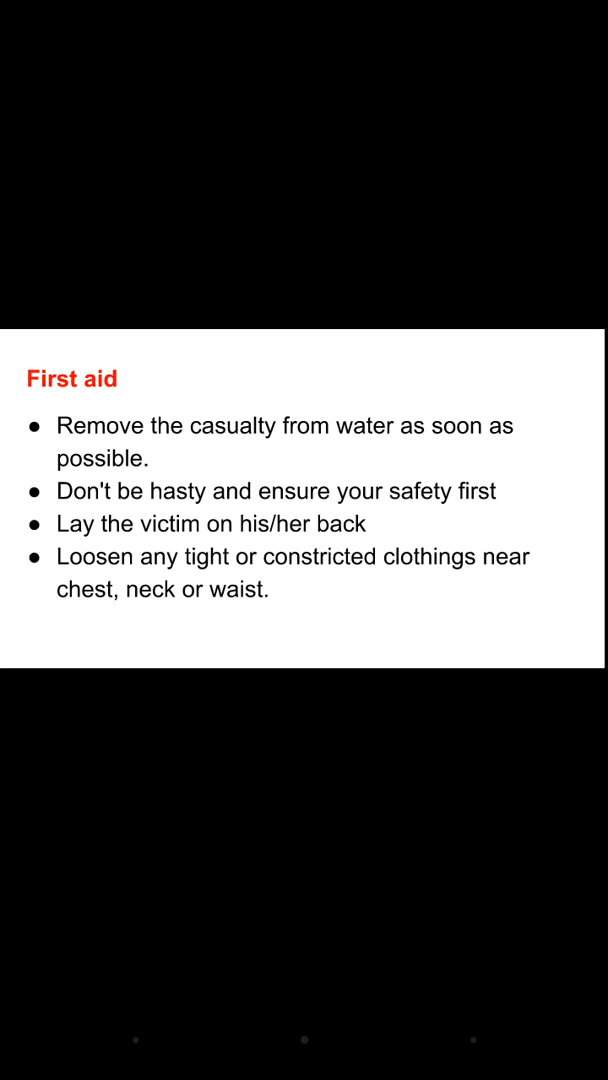 First aid
● Remove the casualty from water as soon as
possible.
● Don't be hasty and ensure your safety first
● Lay the victim on his/her back
● Loosen any tight or constricted clothings near
chest, neck or waist.